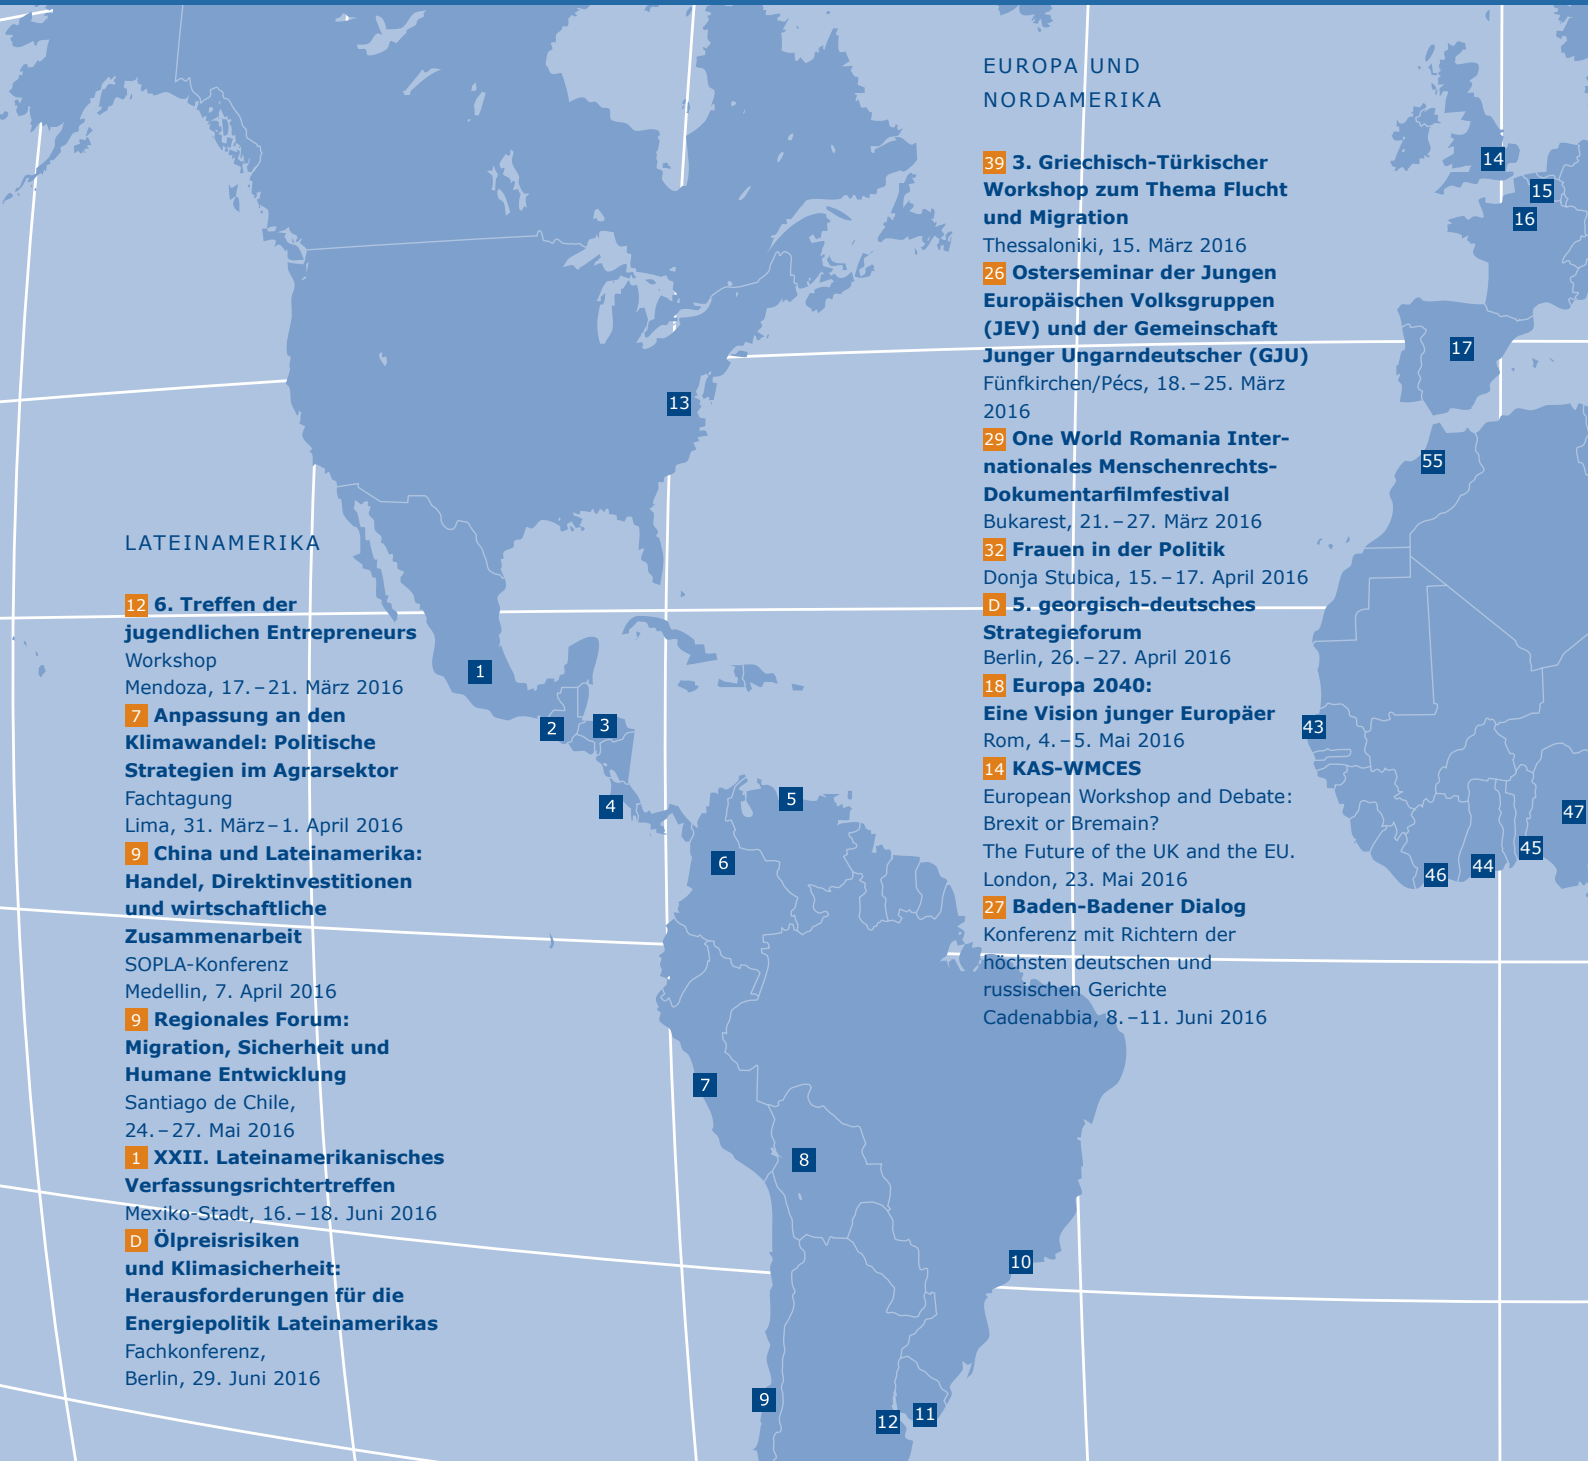 LATEINAMERIKA
12 6. Treffen der
jugendlichen Entrepreneurs
Workshop
Mendoza, 17. – 21. März 2016
7 Anpassung an den
Klimawandel: Politische
Strategien im Agrarsektor
Fachtagung
Lima, 31. März – 1. April 2016
9 China und Lateinamerika:
Handel, Direktinvestitionen
und wirtschaftliche
Zusammenarbeit
SOPLA-Konferenz
Medellin, 7. April 2016
9 Regionales Forum:
Migration, Sicherheit und
Humane Entwicklung
Santiago de Chile,
24. – 27. Mai 2016
1 XXII. Lateinamerikanisches
Verfassungsrichtertreffen
Mexiko-Stadt, 16. – 18. Juni 2016
D Ölpreisrisiken
und Klimasicherheit:
Herausforderungen für die
Energiepolitik Lateinamerikas
Fachkonferenz,
Berlin, 29. Juni 2016
EUROPA UND
NORDAMERIKA
39 3. Griechisch-Türkischer
Workshop zum Thema Flucht
und Migration
Thessaloniki, 15. März 2016
26 Osterseminar der Jungen
Europäischen Volksgruppen
(JEV) und der Gemeinschaft
Junger Ungarndeutscher (GJU)
Fünfkirchen/Pécs, 18. – 25. März
2016
29 One World Romania Inter-
nationales Menschenrechts-
Dokumentarfilmfestival
Bukarest, 21. – 27. März 2016
32 Frauen in der Politik
Donja Stubica, 15. – 17. April 2016
D 5. georgisch-deutsches
Strategieforum
Berlin, 26. – 27. April 2016
18 Europa 2040:
Eine Vision junger Europäer
Rom, 4. – 5. Mai 2016
14 KAS-WMCES
European Workshop and Debate:
Brexit or Bremain?
The Future of the UK and the EU.
London, 23. Mai 2016
27 Baden-Badener Dialog
Konferenz mit Richtern der
höchsten deutschen und
russischen Gerichte
Cadenabbia, 8. –11. Juni 2016
1
2
3
4
5
6
7
8
9
10
11
12
13
14
15
16
17
55
43
47
45
44
46